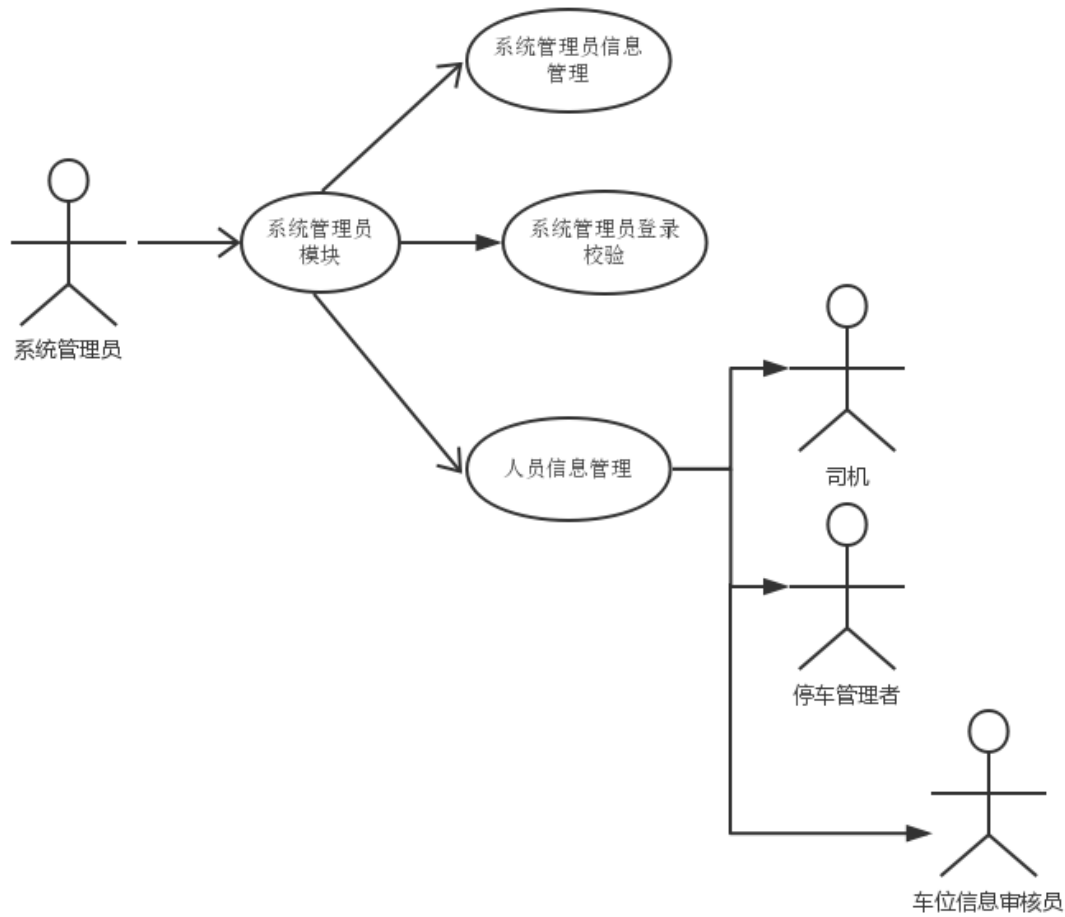 系统管理员信息
管理
系统管理员
模块
系统管理员登录
校验
系统管理员
人员信息管理
司机
停车管理者
车位信息审核员